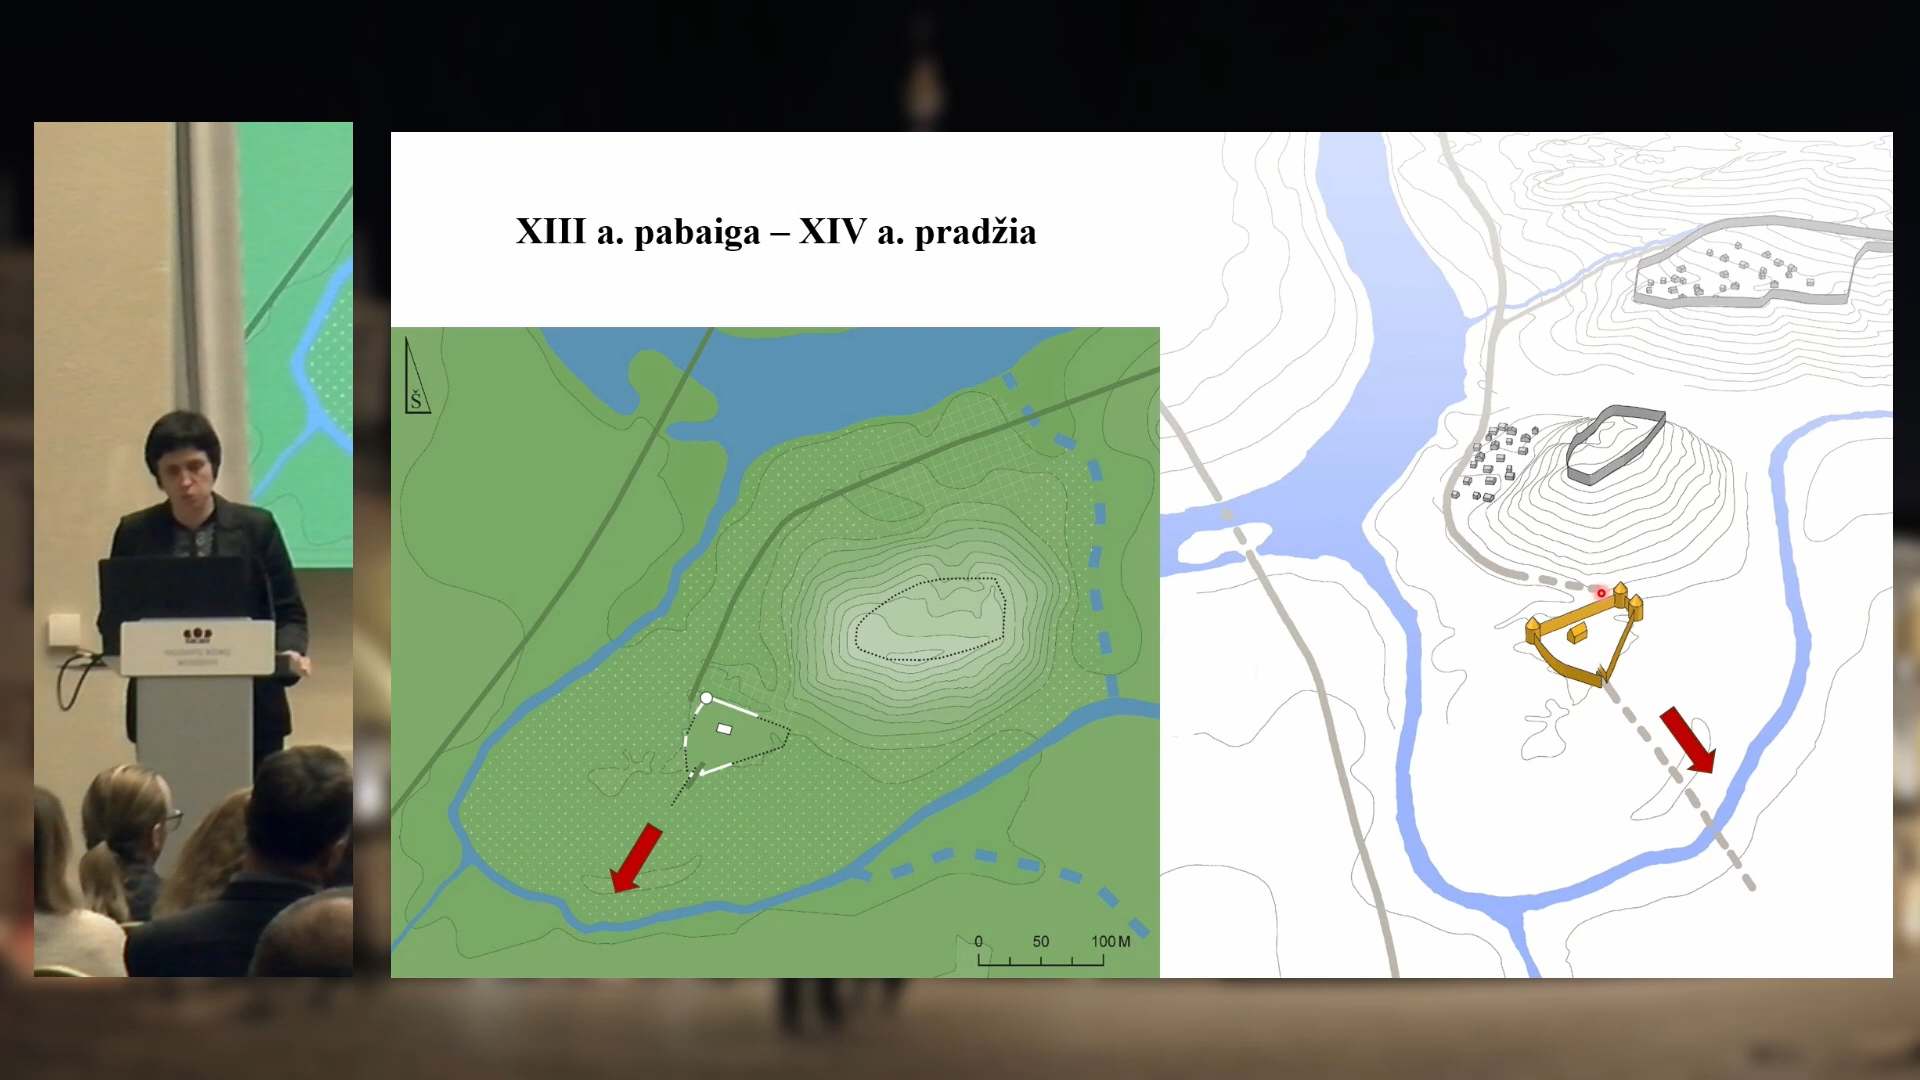 XIII a. pabaiga – XIV a. pradžia
Š
0 50 100 M